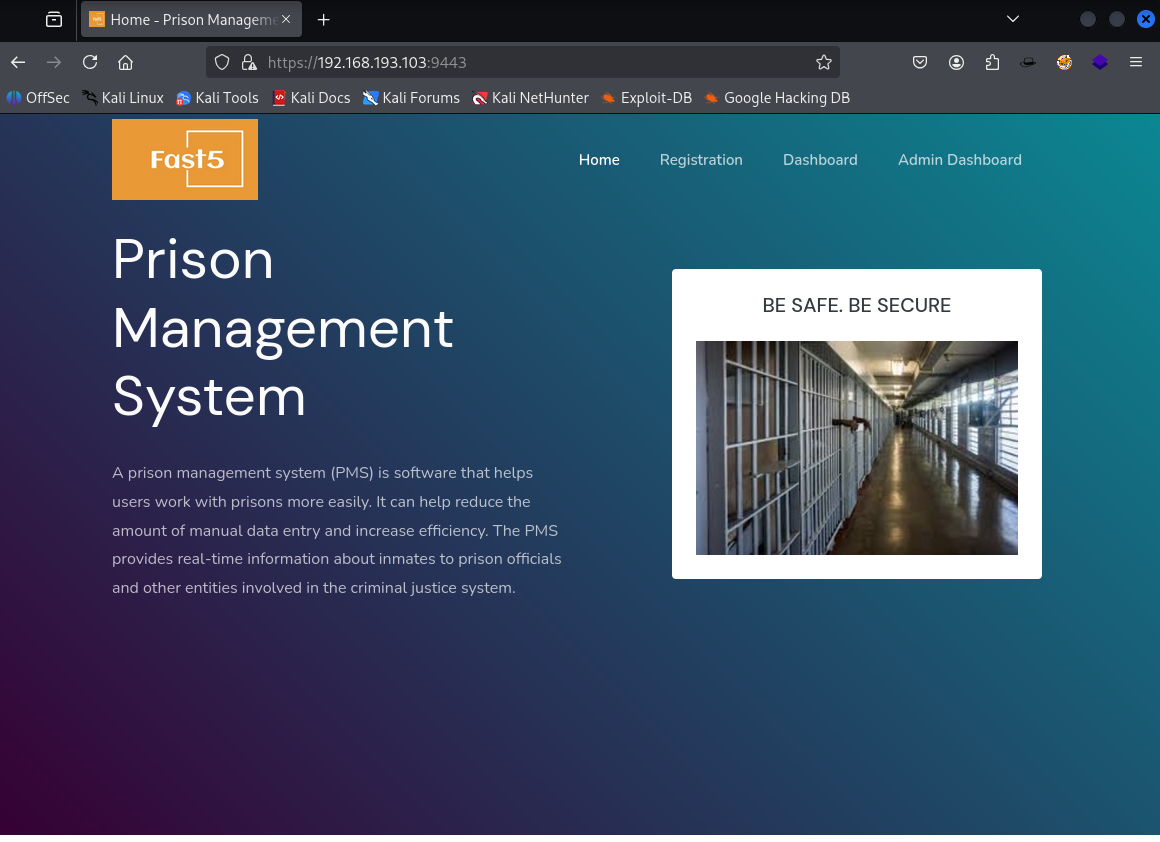 Home - Prison Managem
https://192.168.193.103:9443
OffSec Kali Linux Kali Tools Kali Docs Kali Forums Kali NetHunter Exploit-DB Google Hacking DB
Fast5
Home Registration Dashboard Admin Dashboard
Prison
Management
System
A prison management system (PMS) is software that helps
users work with prisons more easily. It can help reduce the
amount of manual data entry and increase efficiency. The PMS
provides real-time information about inmates to prison officials
and other entities involved in the criminal justice system.
BE SAFE. BE SECURE